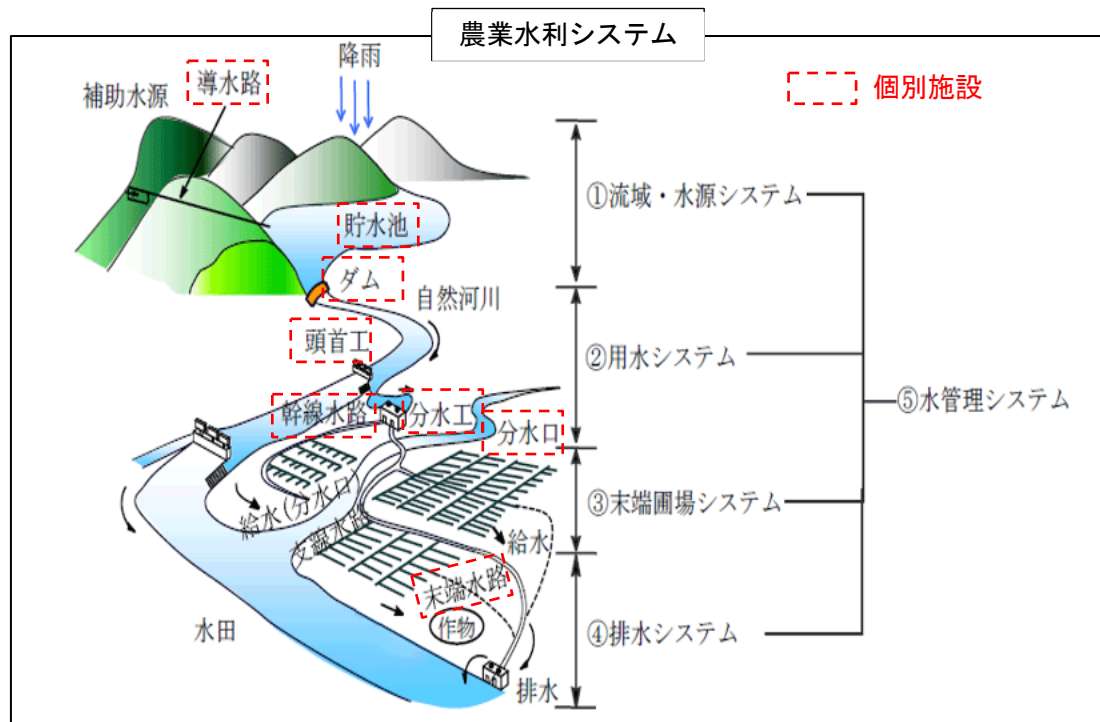 農業水利システム
降雨
個別施設
補助水源
導水路
①流域・水源システム
貯水池
ダム
自然河川
頭首工
②用水システム
幹線水路
分水工
分水口
⑤水管理システム
給水(分水口)
支線水路
③末端圃場システム
給水
末端水路
作物
水田
④排水システム
排水